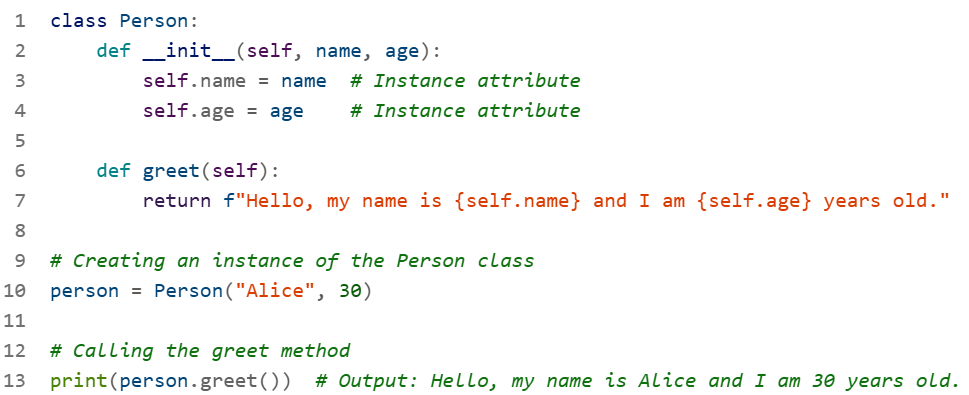 1 class Person:
2     def __init__(self, name, age):
3         self.name = name  # Instance attribute
4         self.age = age    # Instance attribute
5
6     def greet(self):
7         return f"Hello, my name is {self.name} and I am {self.age} years old."
8
9 # Creating an instance of the Person class
10 person = Person("Alice", 30)
11
12 # Calling the greet method
13 print(person.greet())  # Output: Hello, my name is Alice and I am 30 years old.